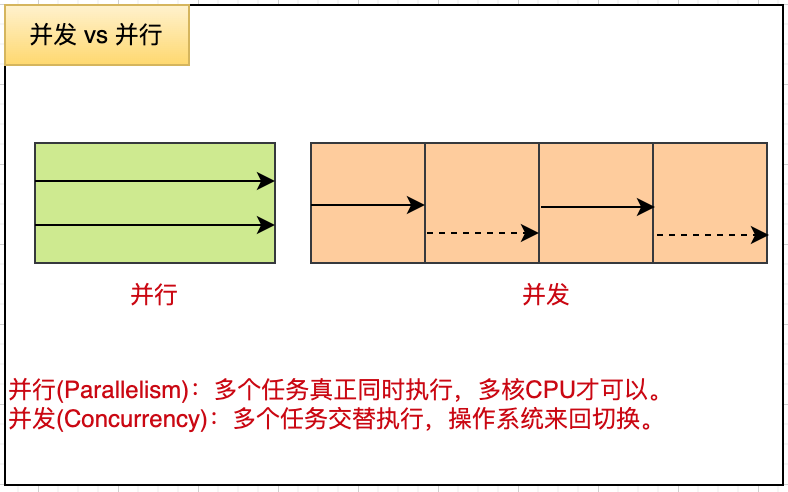 并发 vs 并行
并行
并发
并行(Parallelism)：多个任务真正同时执行，多核CPU才可以。
并发(Concurrency)：多个任务交替执行，操作系统来回切换。